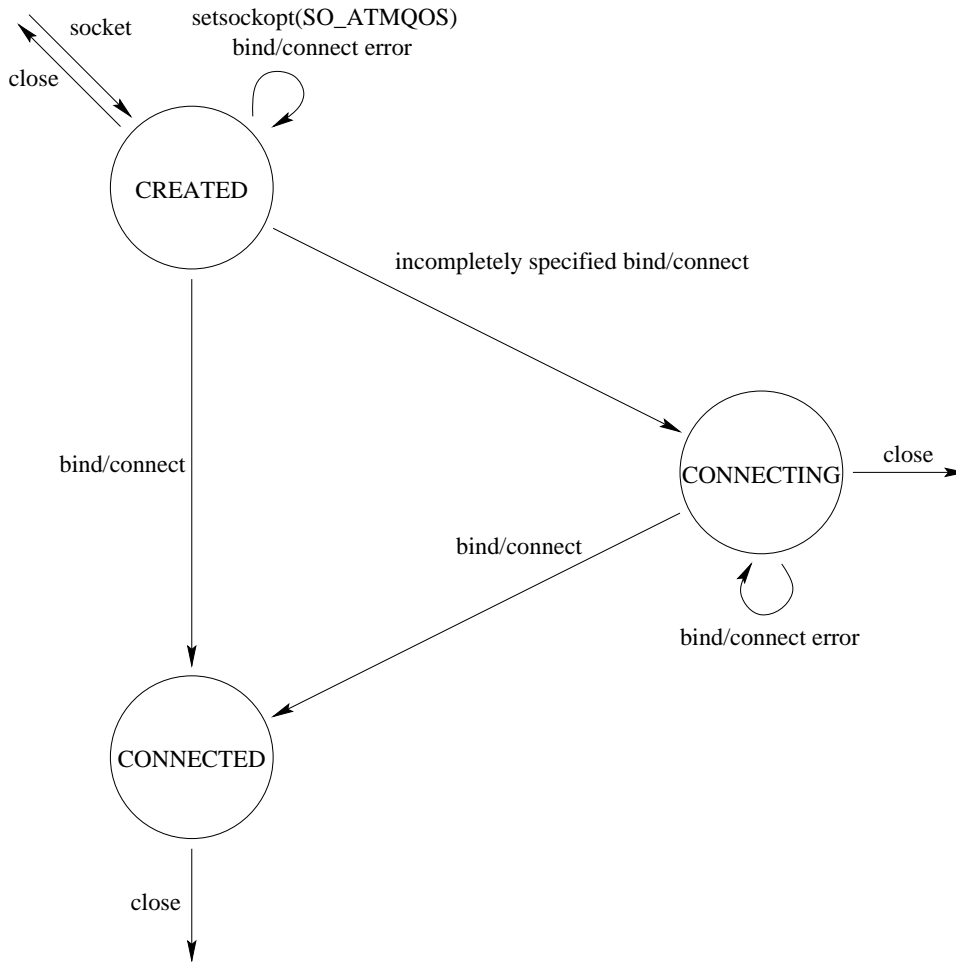 setsockopt(SO_ATMQOS)
socket
bind/connect error
close
CREATED
incompletely specified bind/connect
bind/connect
close
CONNECTING
bind/connect
bind/connect error
CONNECTED
close